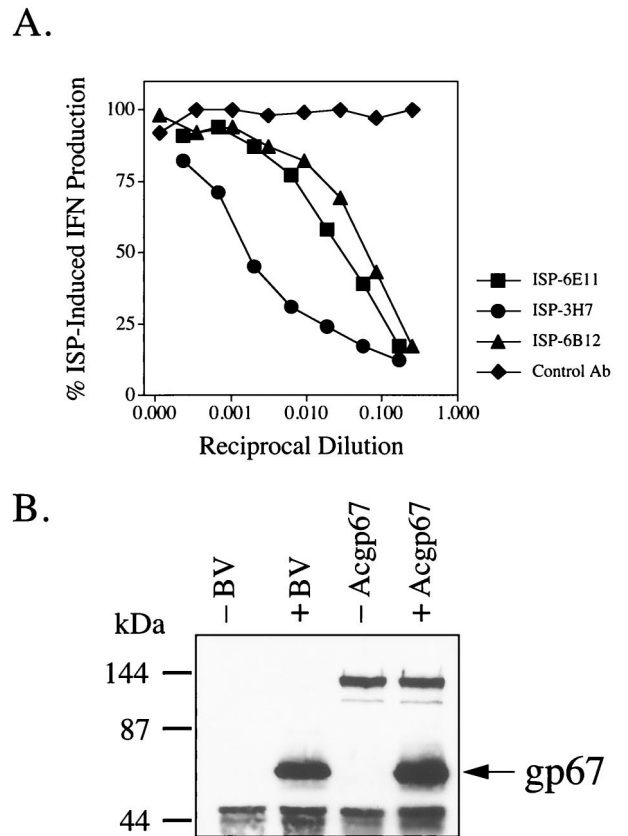 A.
% ISP-Induced IFN Production
100
75
50
25
0
0.000 0.001 0.010 0.100 1.000
Reciprocal Dilution
ISP-6E11
ISP-3H7
ISP-6B12
Control Ab
B.
– BV
+ BV
– Acgp67
+ Acgp67
kDa
144
87
44
gp67